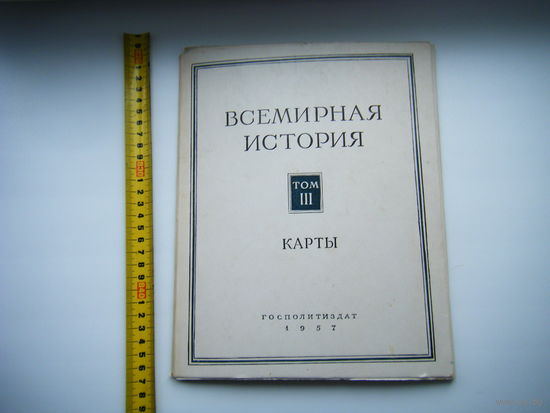 ВСЕМИРНАЯ
ИСТОРИЯ
ТОМ
III
КАРТЫ
ГОСПОЛИТИЗДАТ
1957